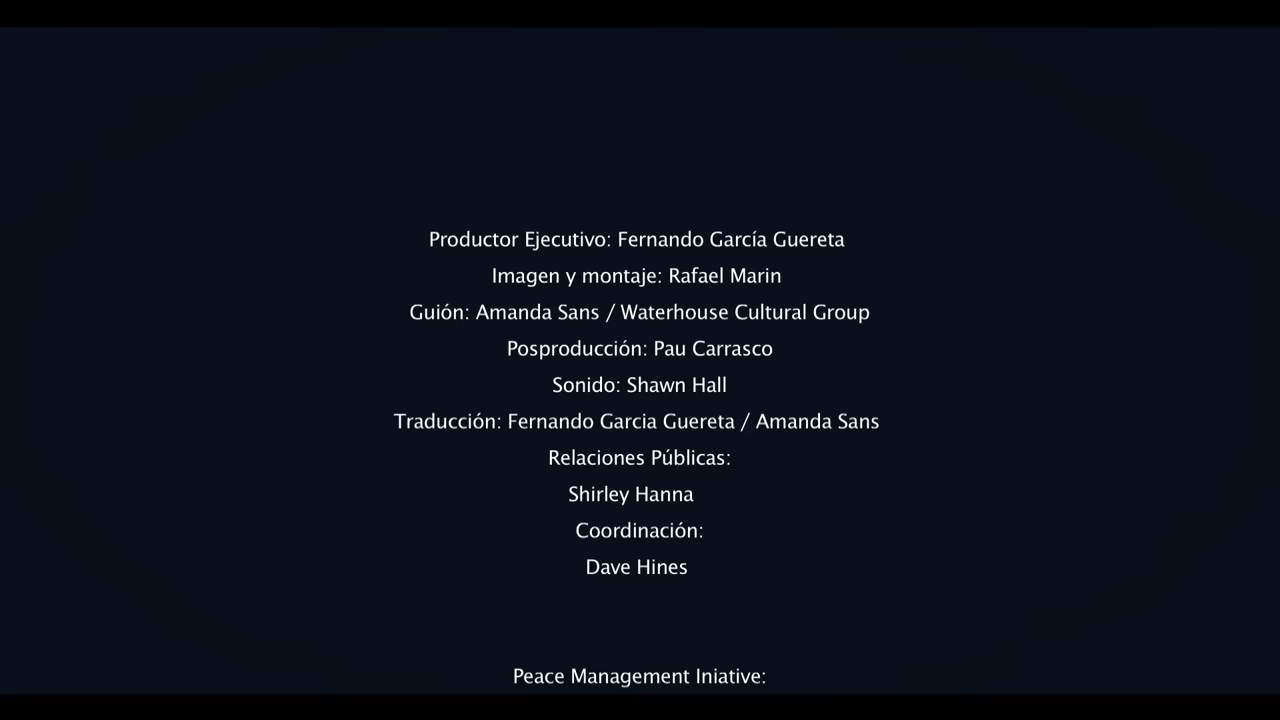 Productor Ejecutivo: Fernando García Guereta
Imagen y montaje: Rafael Marin
Guión: Amanda Sans / Waterhouse Cultural Group
Posproducción: Pau Carrasco
Sonido: Shawn Hall
Traducción: Fernando Garcia Guereta / Amanda Sans
Relaciones Públicas:
Shirley Hanna
Coordinación:
Dave Hines
Peace Management Iniative: